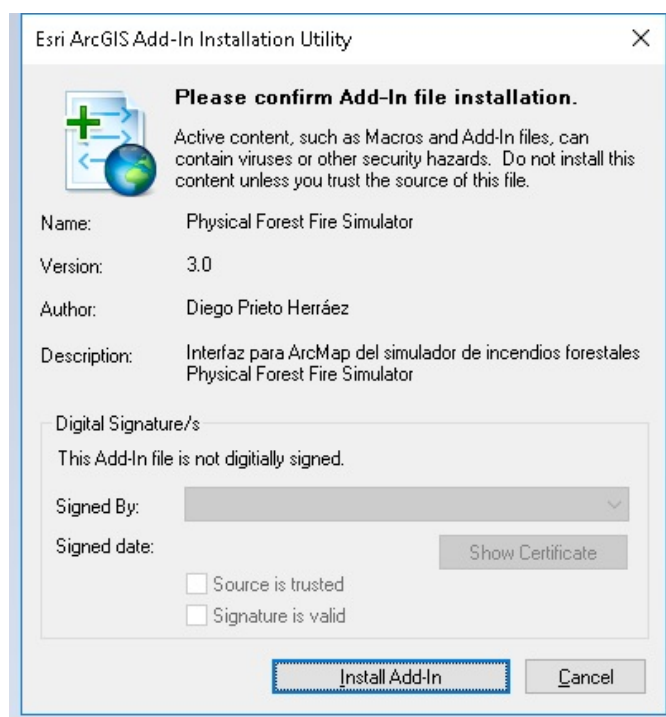 Esri ArcGIS Add-In Installation Utility
Please confirm Add-In file installation.
Active content, such as Macros and Add-In files, can
contain viruses or other security hazards. Do not install this
content unless you trust the source of this file.
Name: Physical Forest Fire Simulator
Version: 3.0
Author: Diego Prieto Herráez
Description: Interfaz para ArcMap del simulador de incendios forestales
Physical Forest Fire Simulator
Digital Signature/s
This Add-In file is not digitially signed.
Signed By:
Signed date: Show Certificate
Source is trusted
Signature is valid
Install Add-In Cancel